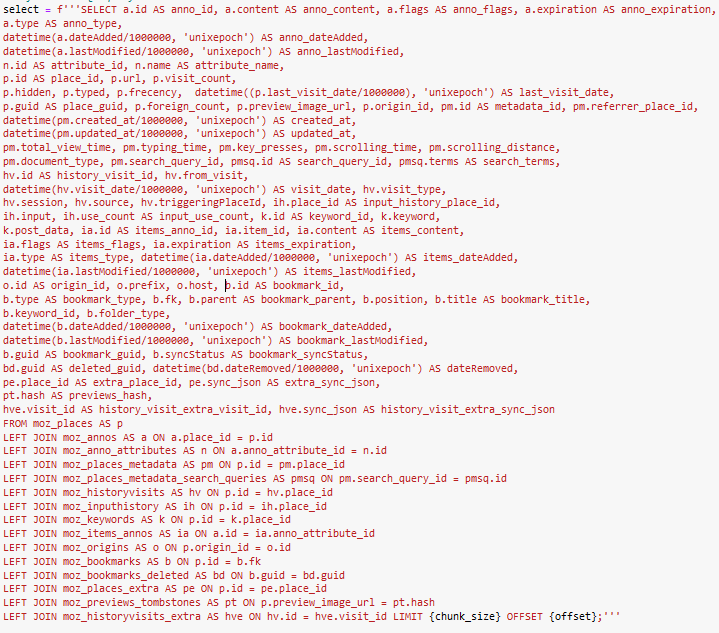 select = f'''SELECT a.id AS anno_id, a.content AS anno_content, a.flags AS anno_flags, a.expiration AS anno_expiration,
a.type AS anno_type,
datetime(a.dateAdded/1000000, 'unixepoch') AS anno_dateAdded,
datetime(a.lastModified/1000000, 'unixepoch') AS anno_lastModified,
n.id AS attribute_id, n.name AS attribute_name,
p.id AS place_id, p.url, p.visit_count,
p.hidden, p.typed, p.frecency,  datetime((p.last_visit_date/1000000), 'unixepoch') AS last_visit_date,
p.guid AS place_guid, p.foreign_count, p.preview_image_url, p.origin_id, pm.id AS metadata_id, pm.referrer_place_id,
datetime(pm.created_at/1000000, 'unixepoch') AS created_at,
datetime(pm.updated_at/1000000, 'unixepoch') AS updated_at,
pm.total_view_time, pm.typing_time, pm.key_presses, pm.scrolling_time, pm.scrolling_distance,
pm.document_type, pm.search_query_id, pmsq.id AS search_query_id, pmsq.terms AS search_terms,
hv.id AS history_visit_id, hv.from_visit,
datetime(hv.visit_date/1000000, 'unixepoch') AS visit_date, hv.visit_type,
hv.session, hv.source, hv.triggeringPlaceId, ih.place_id AS input_history_place_id,
ih.input, ih.use_count AS input_use_count, k.id AS keyword_id, k.keyword,
k.post_data, ia.id AS items_anno_id, ia.item_id, ia.content AS items_content,
ia.flags AS items_flags, ia.expiration AS items_expiration,
ia.type AS items_type, datetime(ia.dateAdded/1000000, 'unixepoch') AS items_dateAdded,
datetime(ia.lastModified/1000000, 'unixepoch') AS items_lastModified,
o.id AS origin_id, o.prefix, o.host, b.id AS bookmark_id,
b.type AS bookmark_type, b.fk, b.parent AS bookmark_parent, b.position, b.title AS bookmark_title,
b.keyword_id, b.folder_type,
datetime(b.dateAdded/1000000, 'unixepoch') AS bookmark_dateAdded,
datetime(b.lastModified/1000000, 'unixepoch') AS bookmark_lastModified,
b.guid AS bookmark_guid, b.syncStatus AS bookmark_syncStatus,
bd.guid AS deleted_guid, datetime(bd.dateRemoved/1000000, 'unixepoch') AS dateRemoved,
pe.place_id AS extra_place_id, pe.sync_json AS extra_sync_json,
pt.hash AS previews_hash,
hve.visit_id AS history_visit_extra_visit_id, hve.sync_json AS history_visit_extra_sync_json
FROM moz_places AS p
LEFT JOIN moz_annos AS a ON a.place_id = p.id
LEFT JOIN moz_anno_attributes AS n ON a.anno_attribute_id = n.id
LEFT JOIN moz_places_metadata AS pm ON p.id = pm.place_id
LEFT JOIN moz_places_metadata_search_queries AS pmsq ON pm.search_query_id = pmsq.id
LEFT JOIN moz_historyvisits AS hv ON p.id = hv.place_id
LEFT JOIN moz_inputhistory AS ih ON p.id = ih.place_id
LEFT JOIN moz_keywords AS k ON p.id = k.place_id
LEFT JOIN moz_items_annos AS ia ON a.id = ia.anno_attribute_id
LEFT JOIN moz_origins AS o ON p.origin_id = o.id
LEFT JOIN moz_bookmarks AS b ON p.id = b.fk
LEFT JOIN moz_bookmarks_deleted AS bd ON b.guid = bd.guid
LEFT JOIN moz_places_extra AS pe ON p.id = pe.place_id
LEFT JOIN moz_previews_tombstones AS pt ON p.preview_image_url = pt.hash
LEFT JOIN moz_historyvisits_extra AS hve ON hv.id = hve.visit_id LIMIT {chunk_size} OFFSET {offset};'''